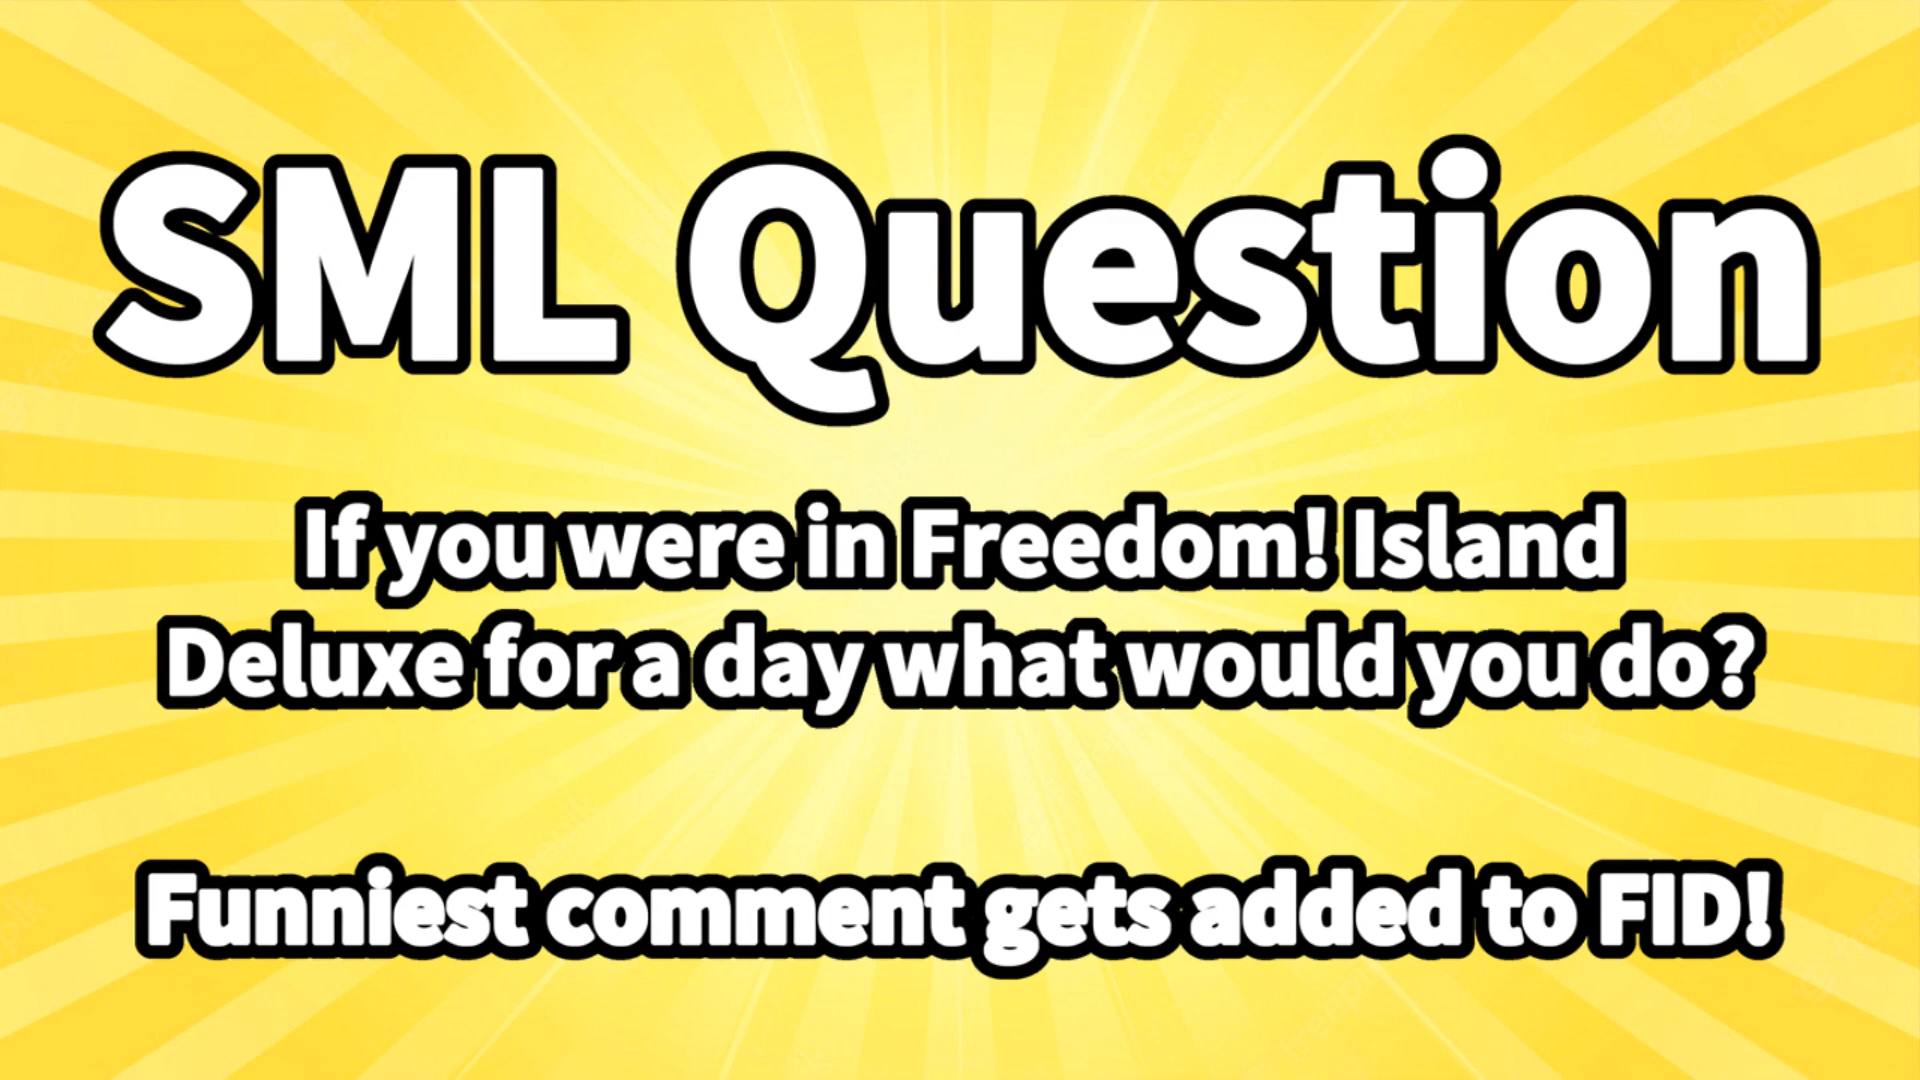 SML Question
If you were in Freedom! Island
Deluxe for a day what would you do?
Funniest comment gets added to FID!